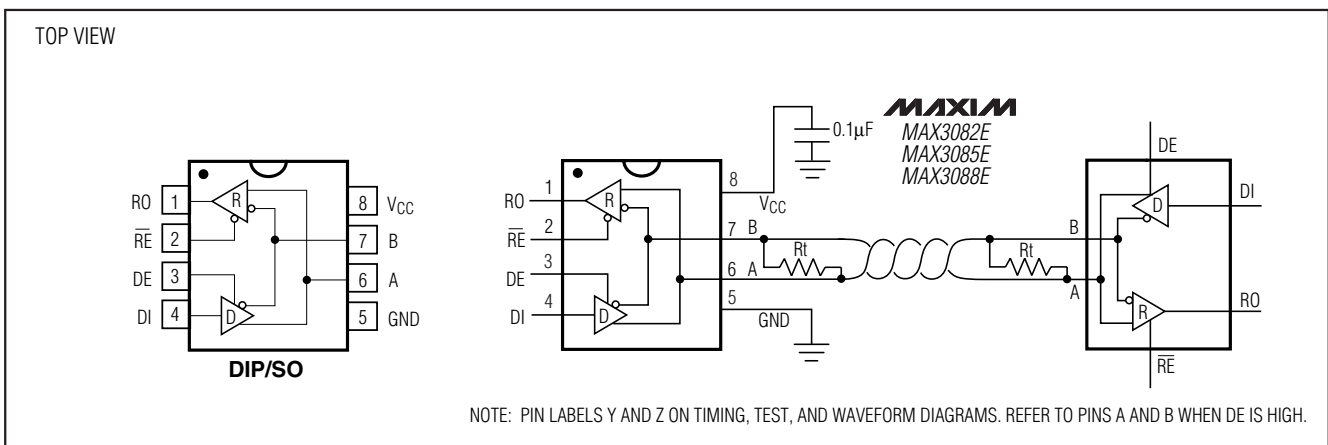 TOP VIEW
RO 1
RE 2
DE 3
DI 4
8 VCC
7 B
6 A
5 GND
R
D
DIP/SO
RO 1
RE 2
DE 3
DI 4
R
D
8
VCC
7 B
6 A
5
GND
0.1µF
MAXIM
MAX3082E
MAX3085E
MAX3088E
Rt
Rt
B
A
DE
D
DI
R
RO
RE
NOTE: PIN LABELS Y AND Z ON TIMING, TEST, AND WAVEFORM DIAGRAMS. REFER TO PINS A AND B WHEN DE IS HIGH.